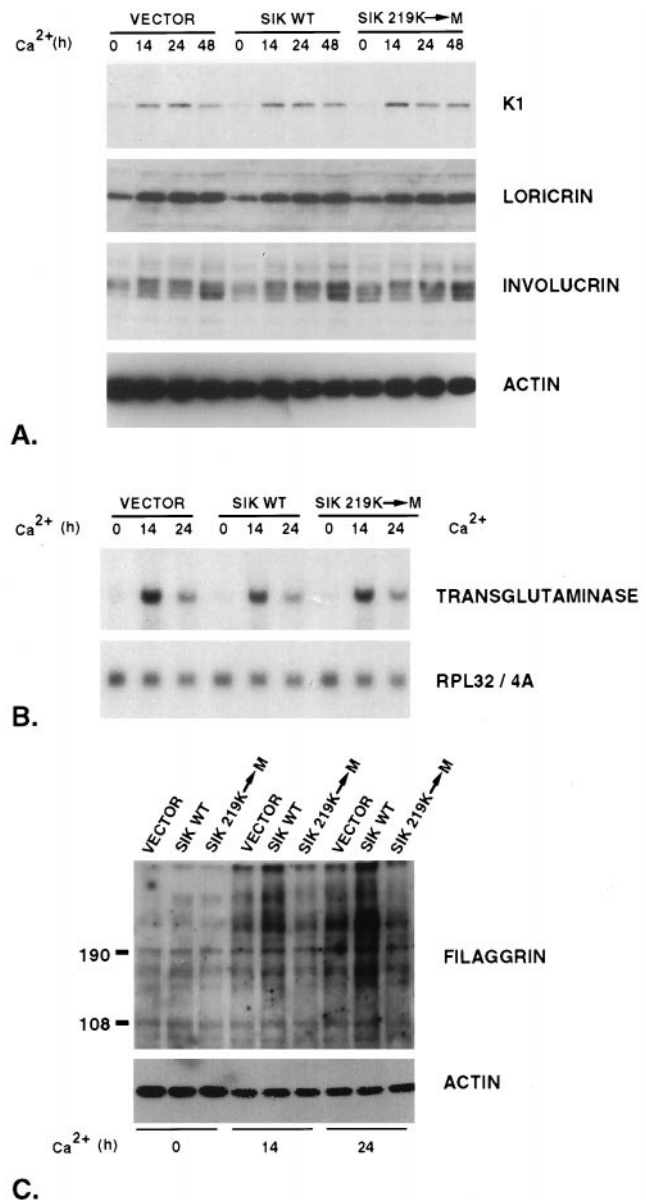 VECTOR SIK WT SIK 219K→M
Ca2+(h) 0 14 24 48 0 14 24 48 0 14 24 48
K1
LORICRIN
INVOLUCRIN
ACTIN
A.
VECTOR SIK WT SIK 219K→M
Ca2+ (h) 0 14 24 0 14 24 0 14 24 Ca2+
TRANSGLUTAMINASE
RPL32 / 4A
B.
VECTOR SIK WT SIK 219K→M VECTOR SIK WT SIK 219K→M VECTOR SIK WT SIK 219K→M
190
FILAGGRIN
108
ACTIN
Ca2+ (h) 0 14 24
C.